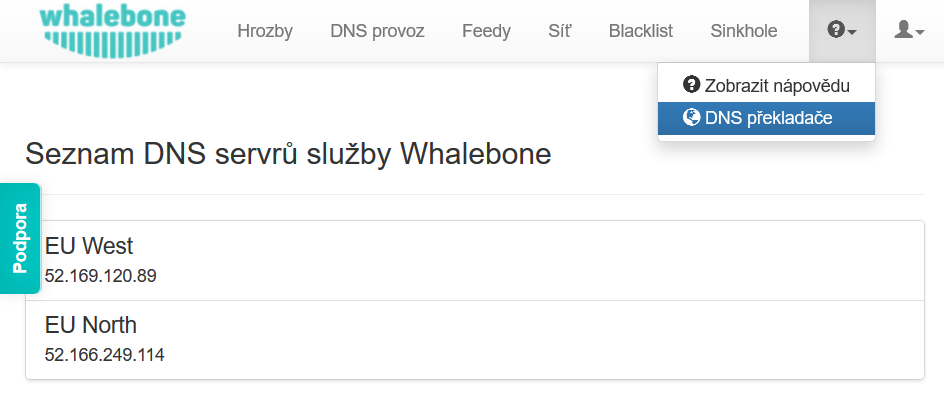 whalebone
Hrozby DNS provoz Feedy Síť Blacklist Sinkhole
Zobrazit nápovědu
DNS překladače
Seznam DNS servrů služby Whalebone
Podpora
EU West
52.169.120.89
EU North
52.166.249.114